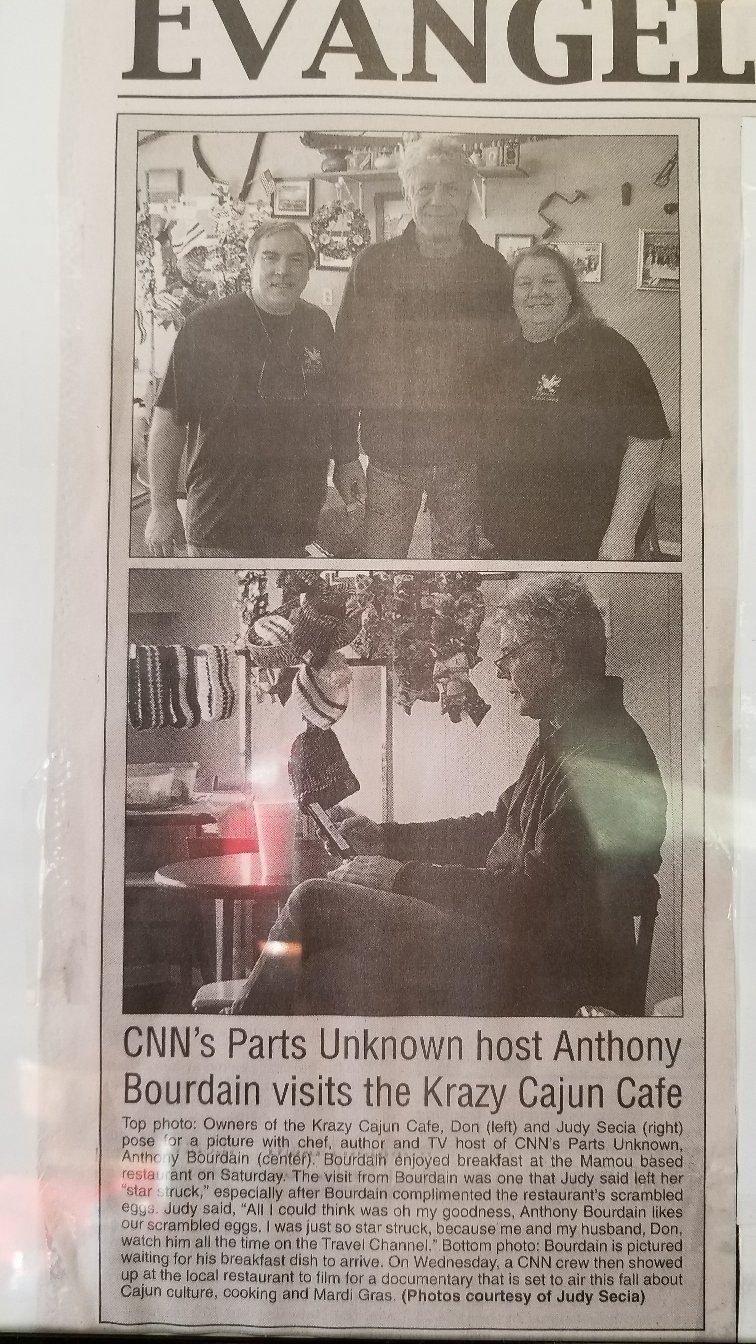 EVANGEL
CNN's Parts Unknown host Anthony
Bourdain visits the Krazy Cajun Cafe
Top photo: Owners of the Krazy Cajun Cafe, Don (left) and Judy Secia (right)
pose for a picture with chef, author and TV host of CNN's Parts Unknown,
Anthony Bourdain (center). Bourdain enjoyed breakfast at the Mamou based
restaurant on Saturday. The visit from Bourdain was one that Judy said left her
"star struck," especially after Bourdain complimented the restaurant's scrambled
eggs. Judy said, "All I could think was oh my goodness, Anthony Bourdain likes
our scrambled eggs. I was just so star struck, because me and my husband, Don,
watch him all the time on the Travel Channel." Bottom photo: Bourdain is pictured
waiting for his breakfast dish to arrive. On Wednesday, a CNN crew then showed
up at the local restaurant to film for a documentary that is set to air this fall about
Cajun culture, cooking and Mardi Gras. (Photos courtesy of Judy Secia)